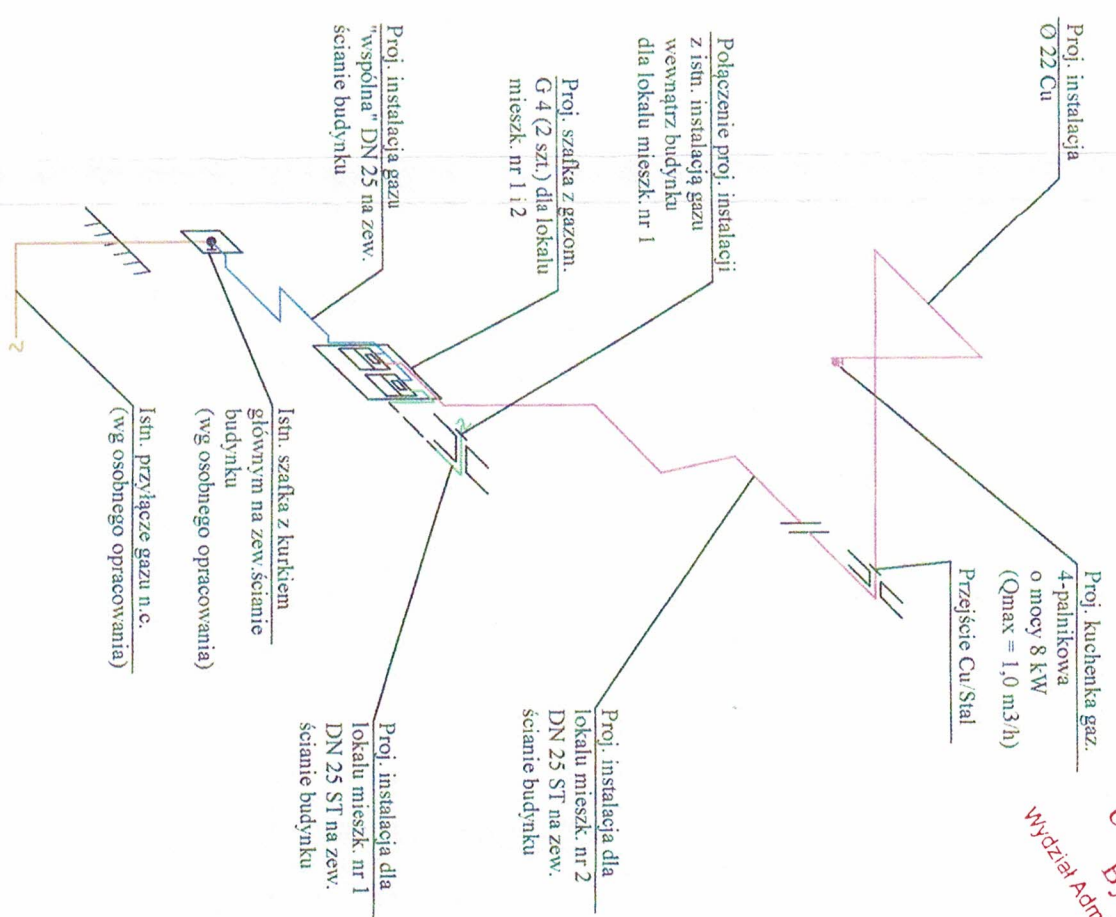 Proj. instalacja
Ø 22 Cu
Proj. kuchenka gaz.
4-palnikowa
o mocy 8 kW
(Qmax = 1,0 m3/h)
Przejście Cu/Stal
Połączenie proj. instalacji
z istn. instalacją gazu
wewnątrz budynku
dla lokalu mieszk. nr 1
Proj. szafka z gazom.
G 4 (2 szt.) dla lokalu
mieszk. nr 1 i 2
Proj. instalacja dla
lokalu mieszk. nr 2
DN 25 ST na zew.
ścianie budynku
Proj. instalacja gazu
"wspólna" DN 25 na zew.
ścianie budynku
Proj. instalacja dla
lokalu mieszk. nr 1
DN 25 ST na zew.
ścianie budynku
Istn. szafka z kurkiem
głównym na zew.ścianie
budynku
(wg osobnego opracowania)
Istn. przyłącze gazu n.c.
(wg osobnego opracowania)
Wydział